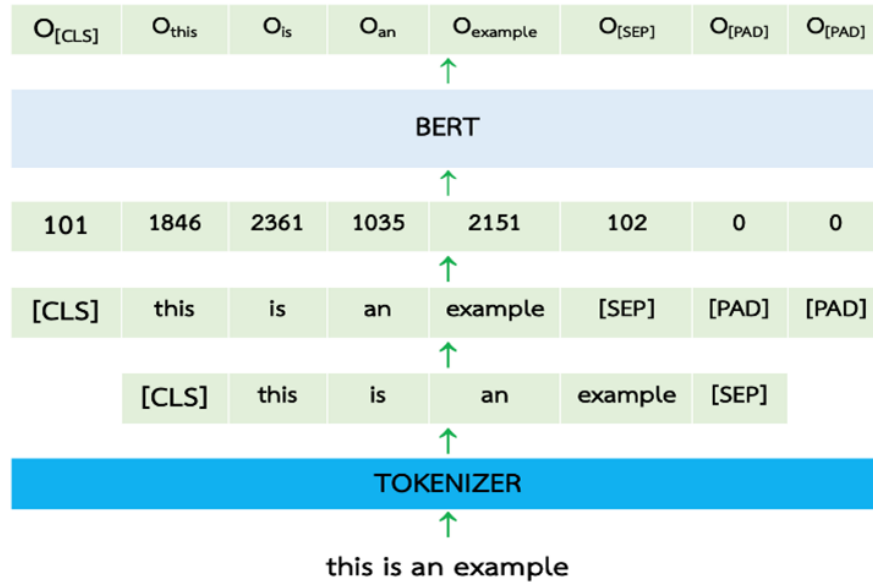 O[CLS] Othis Ois Oan Oexample O[SEP] O[PAD] O[PAD]
BERT
101 1846 2361 1035 2151 102 0 0
[CLS] this is an example [SEP] [PAD] [PAD]
[CLS] this is an example [SEP]
TOKENIZER
this is an example